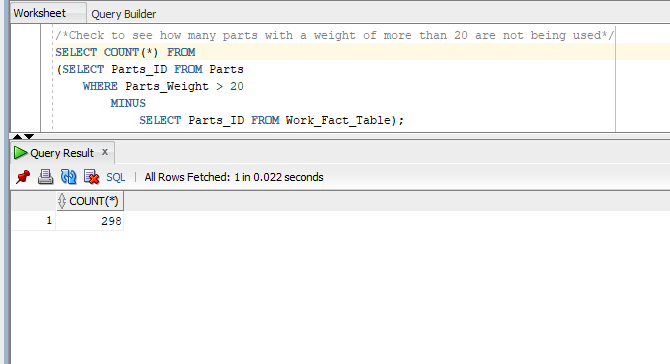 Worksheet Query Builder
/*Check to see how many parts with a weight of more than 20 are not being used*/
SELECT COUNT(*) FROM
(SELECT Parts_ID FROM Parts
WHERE Parts_Weight > 20
MINUS
SELECT Parts_ID FROM Work_Fact_Table);
Query Result x
SQL | All Rows Fetched: 1 in 0.022 seconds
COUNT(*)
1 298